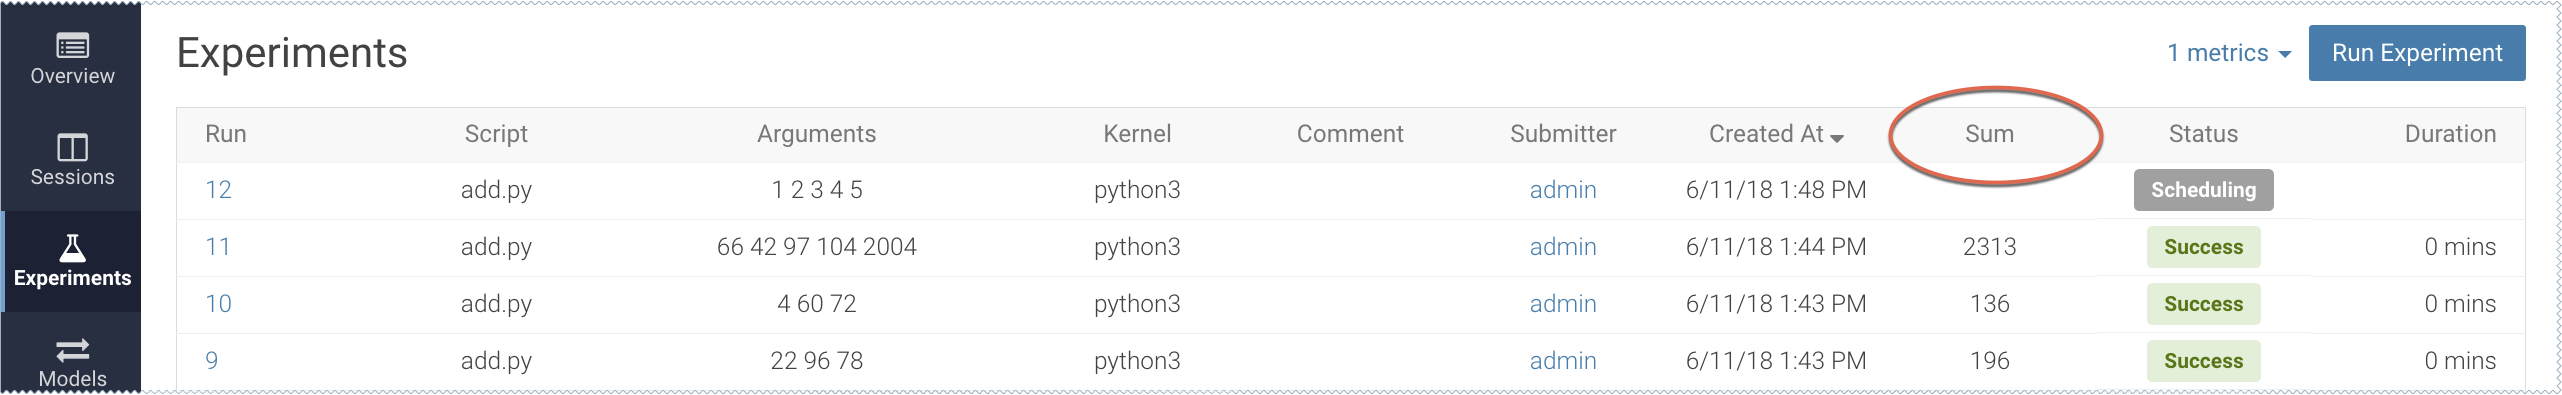 Overview
Sessions
Experiments
Models
Experiments
1 metrics
Run Experiment
Run Script Arguments Kernel Comment Submitter Created At Sum Status Duration
12 add.py 1 2 3 4 5 python3 admin 6/11/18 1:48 PM Scheduling
11 add.py 66 42 97 104 2004 python3 admin 6/11/18 1:44 PM 2313 Success 0 mins
10 add.py 4 60 72 python3 admin 6/11/18 1:43 PM 136 Success 0 mins
9 add.py 22 96 78 python3 admin 6/11/18 1:43 PM 196 Success 0 mins